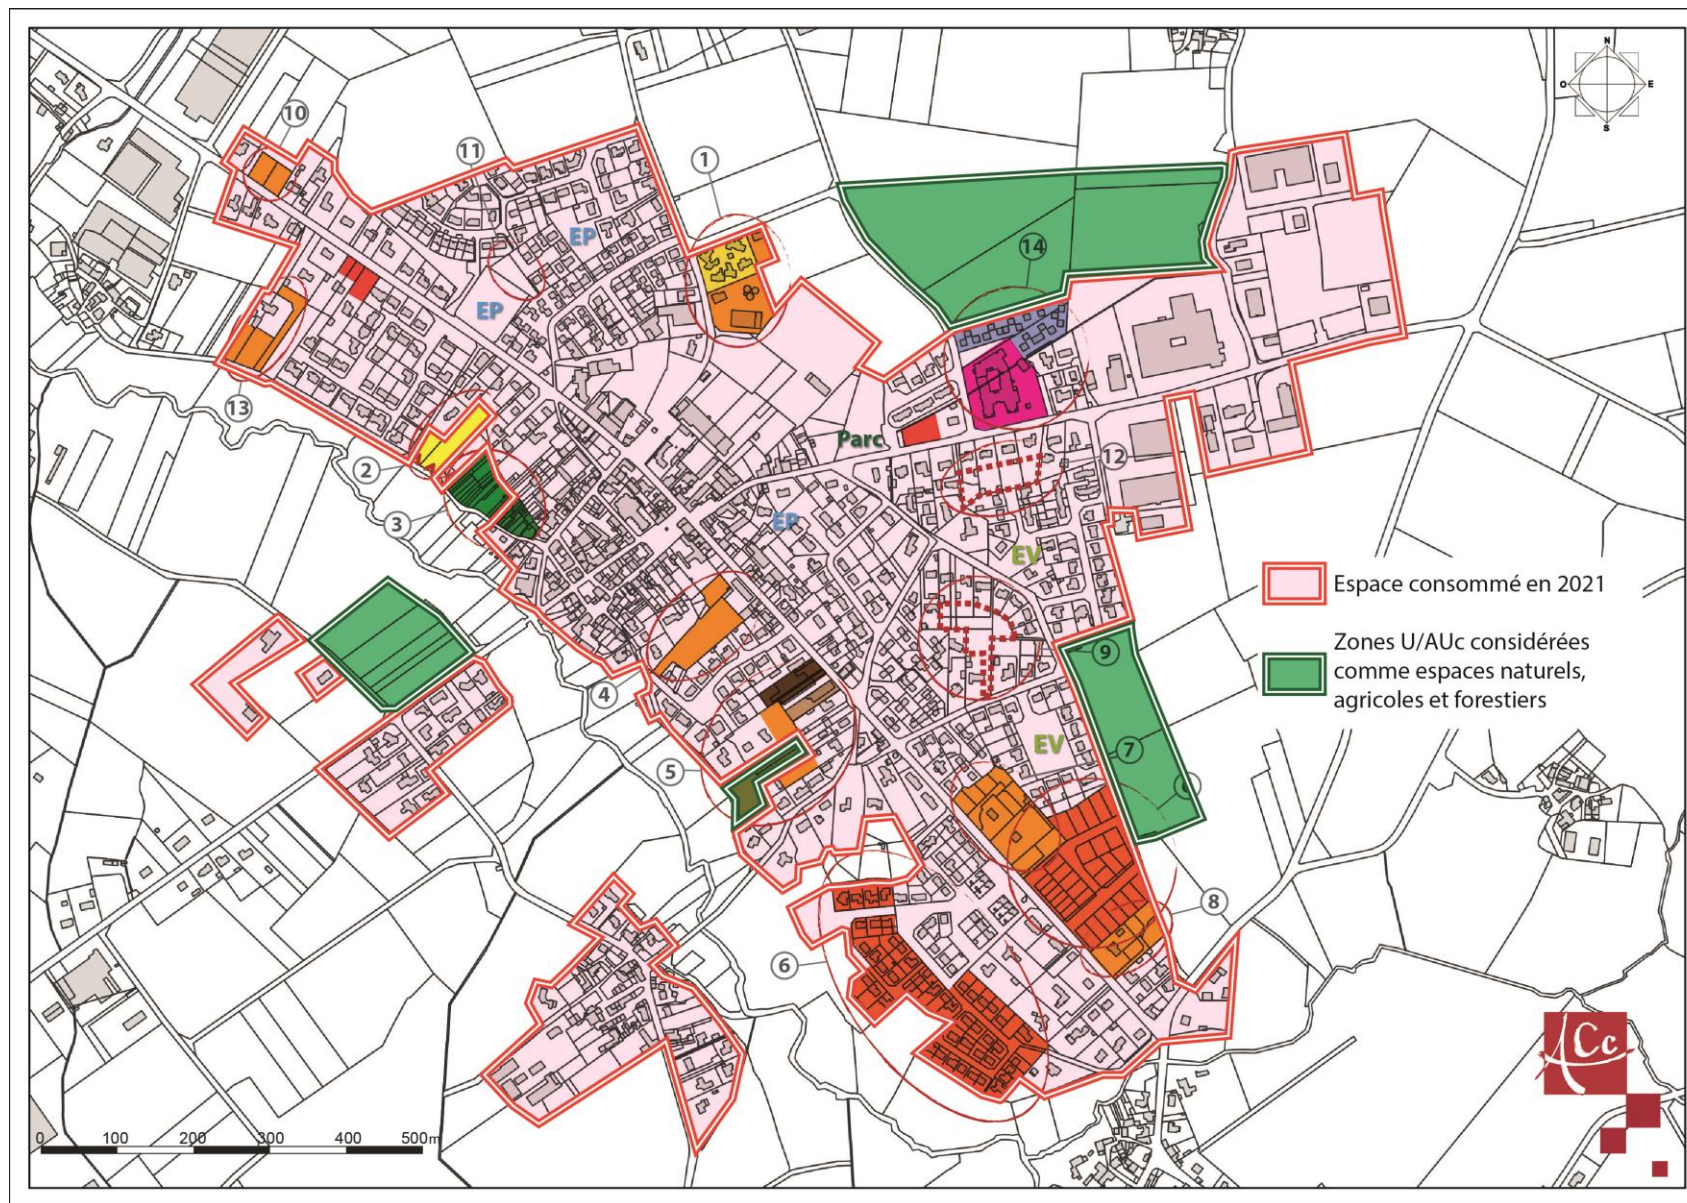 N
O
E
S
10
11
1
EP
14
EP
13
Parc
2
12
3
EP
EV
Espace consommé en 2021
Zones U/AUc considérées
comme espaces naturels,
agricoles et forestiers
9
4
EV
7
5
8
6
ACc
0 100 200 300 400 500m